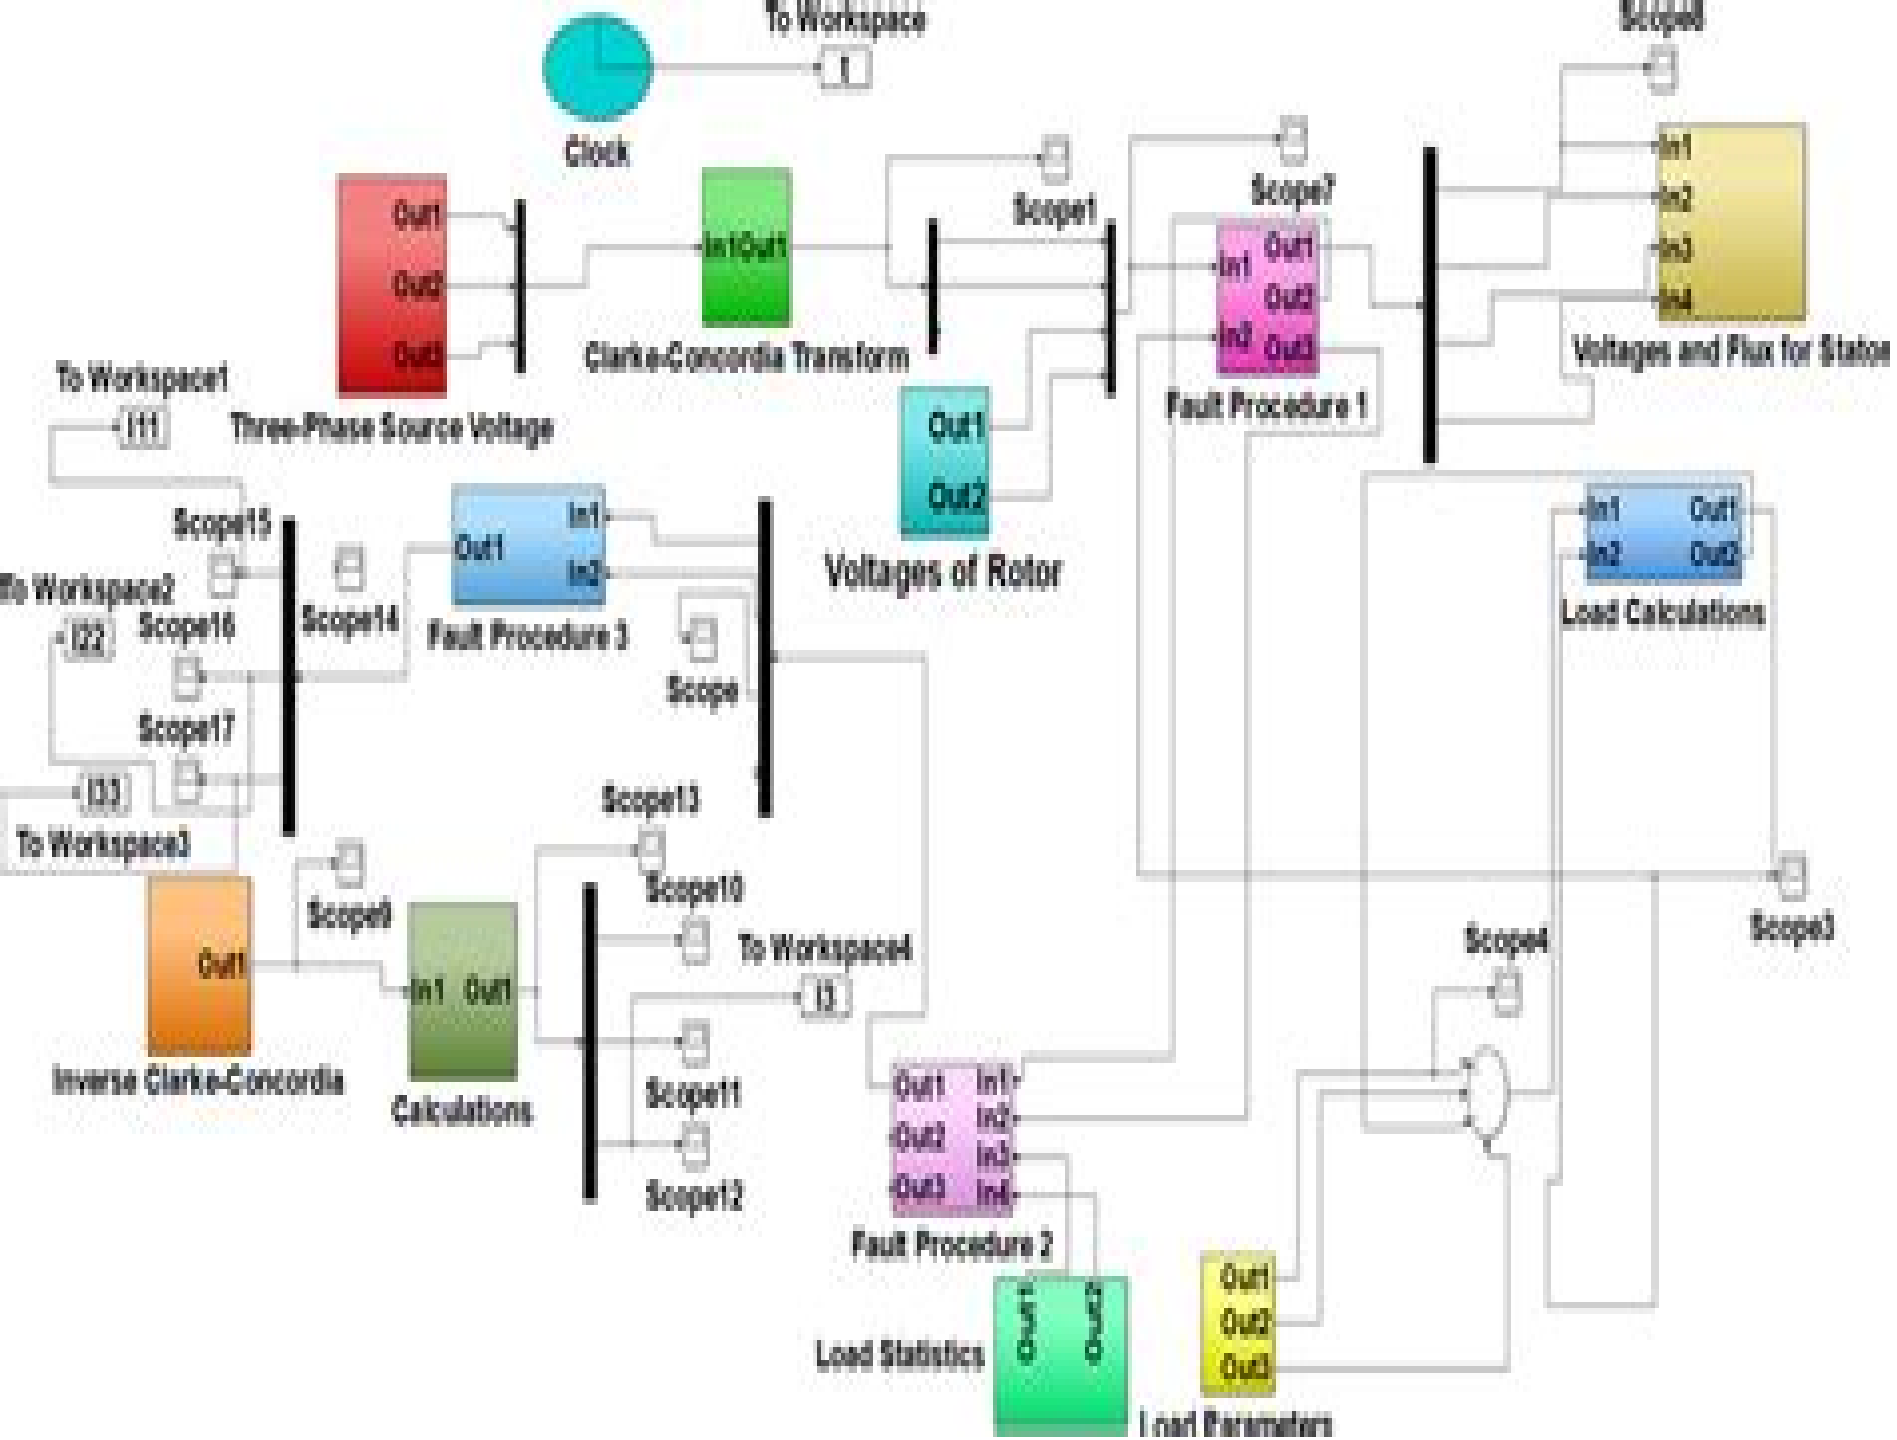 To Workspace
t
Clock
Scope1
Scope7
In1
In2
In3
In4
Voltages and Flux for Stator
Out1
Out2
Out3
Three-Phase Source Voltage
In1
Out1
Clarke-Concordia Transform
In1
In2
Out1
Out2
Out3
Fault Procedure 1
Out1
Out2
Voltages of Rotor
To Workspace1
I11
Scope15
To Workspace2
I22
Scope16
Scope14
Scope17
I33
To Workspace3
Out1
In1
In2
Fault Procedure 3
Scope
In1
In2
Out1
Out2
Load Calculations
Scope13
Scope9
Scope10
To Workspace4
I3
Scope11
Scope12
Out1
Inverse Clarke-Concordia
In1
Out1
Calculations
Scope3
Scope4
Out1
Out2
Out3
In1
In2
In3
In4
Fault Procedure 2
Out1
Out2
Load Statistics
Out1
Out2
Out3
Load Parameters